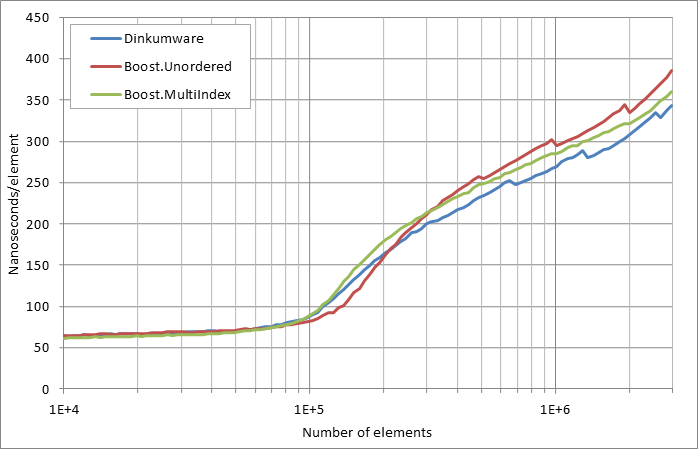 450
400
350
300
250
200
150
100
50
0
Nanoseconds/element
Dinkumware
Boost.Unordered
Boost.MultiIndex
1E+4 1E+5 1E+6
Number of elements